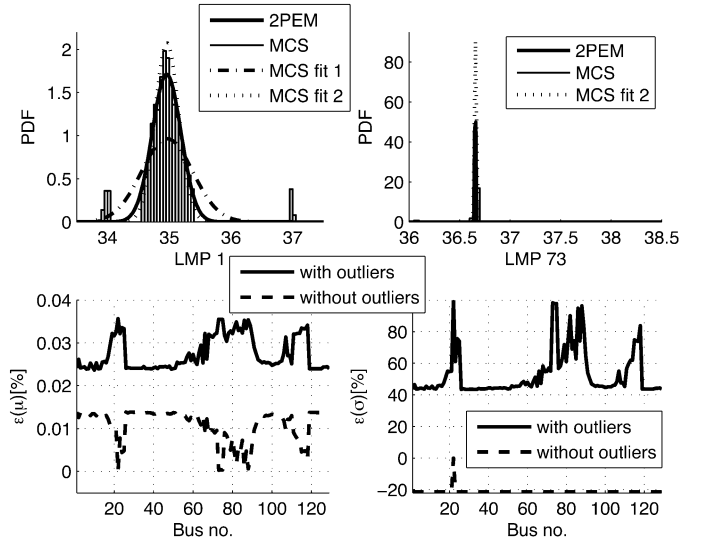 2PEM
MCS
MCS fit 1
MCS fit 2
PDF
2
1.5
1
0.5
0
34
35
36
37
LMP 1
2PEM
MCS
MCS fit 2
PDF
80
60
40
20
0
36
36.5
37
37.5
38
38.5
LMP 73
with outliers
without outliers
ε(μ)[%]
0.04
0.03
0.02
0.01
0
20
40
60
80
100
120
Bus no.
ε(σ)[%]
80
60
40
20
0
−20
with outliers
without outliers
20
40
60
80
100
120
Bus no.